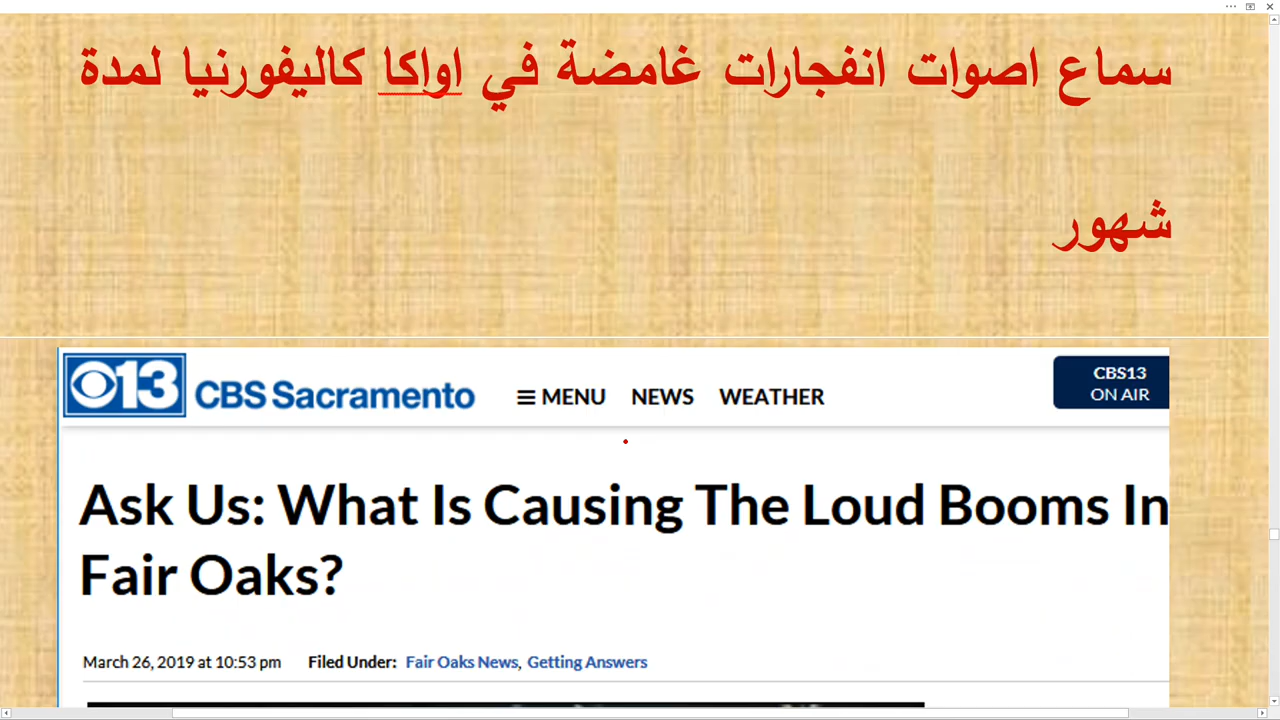 سماع اصوات انفجارات غامضة في اواكا كاليفورنيا لمدة
شهور
13 CBS Sacramento ≡ MENU NEWS WEATHER CBS13
ON AIR
Ask Us: What Is Causing The Loud Booms In
Fair Oaks?
March 26, 2019 at 10:53 pm Filed Under: Fair Oaks News, Getting Answers